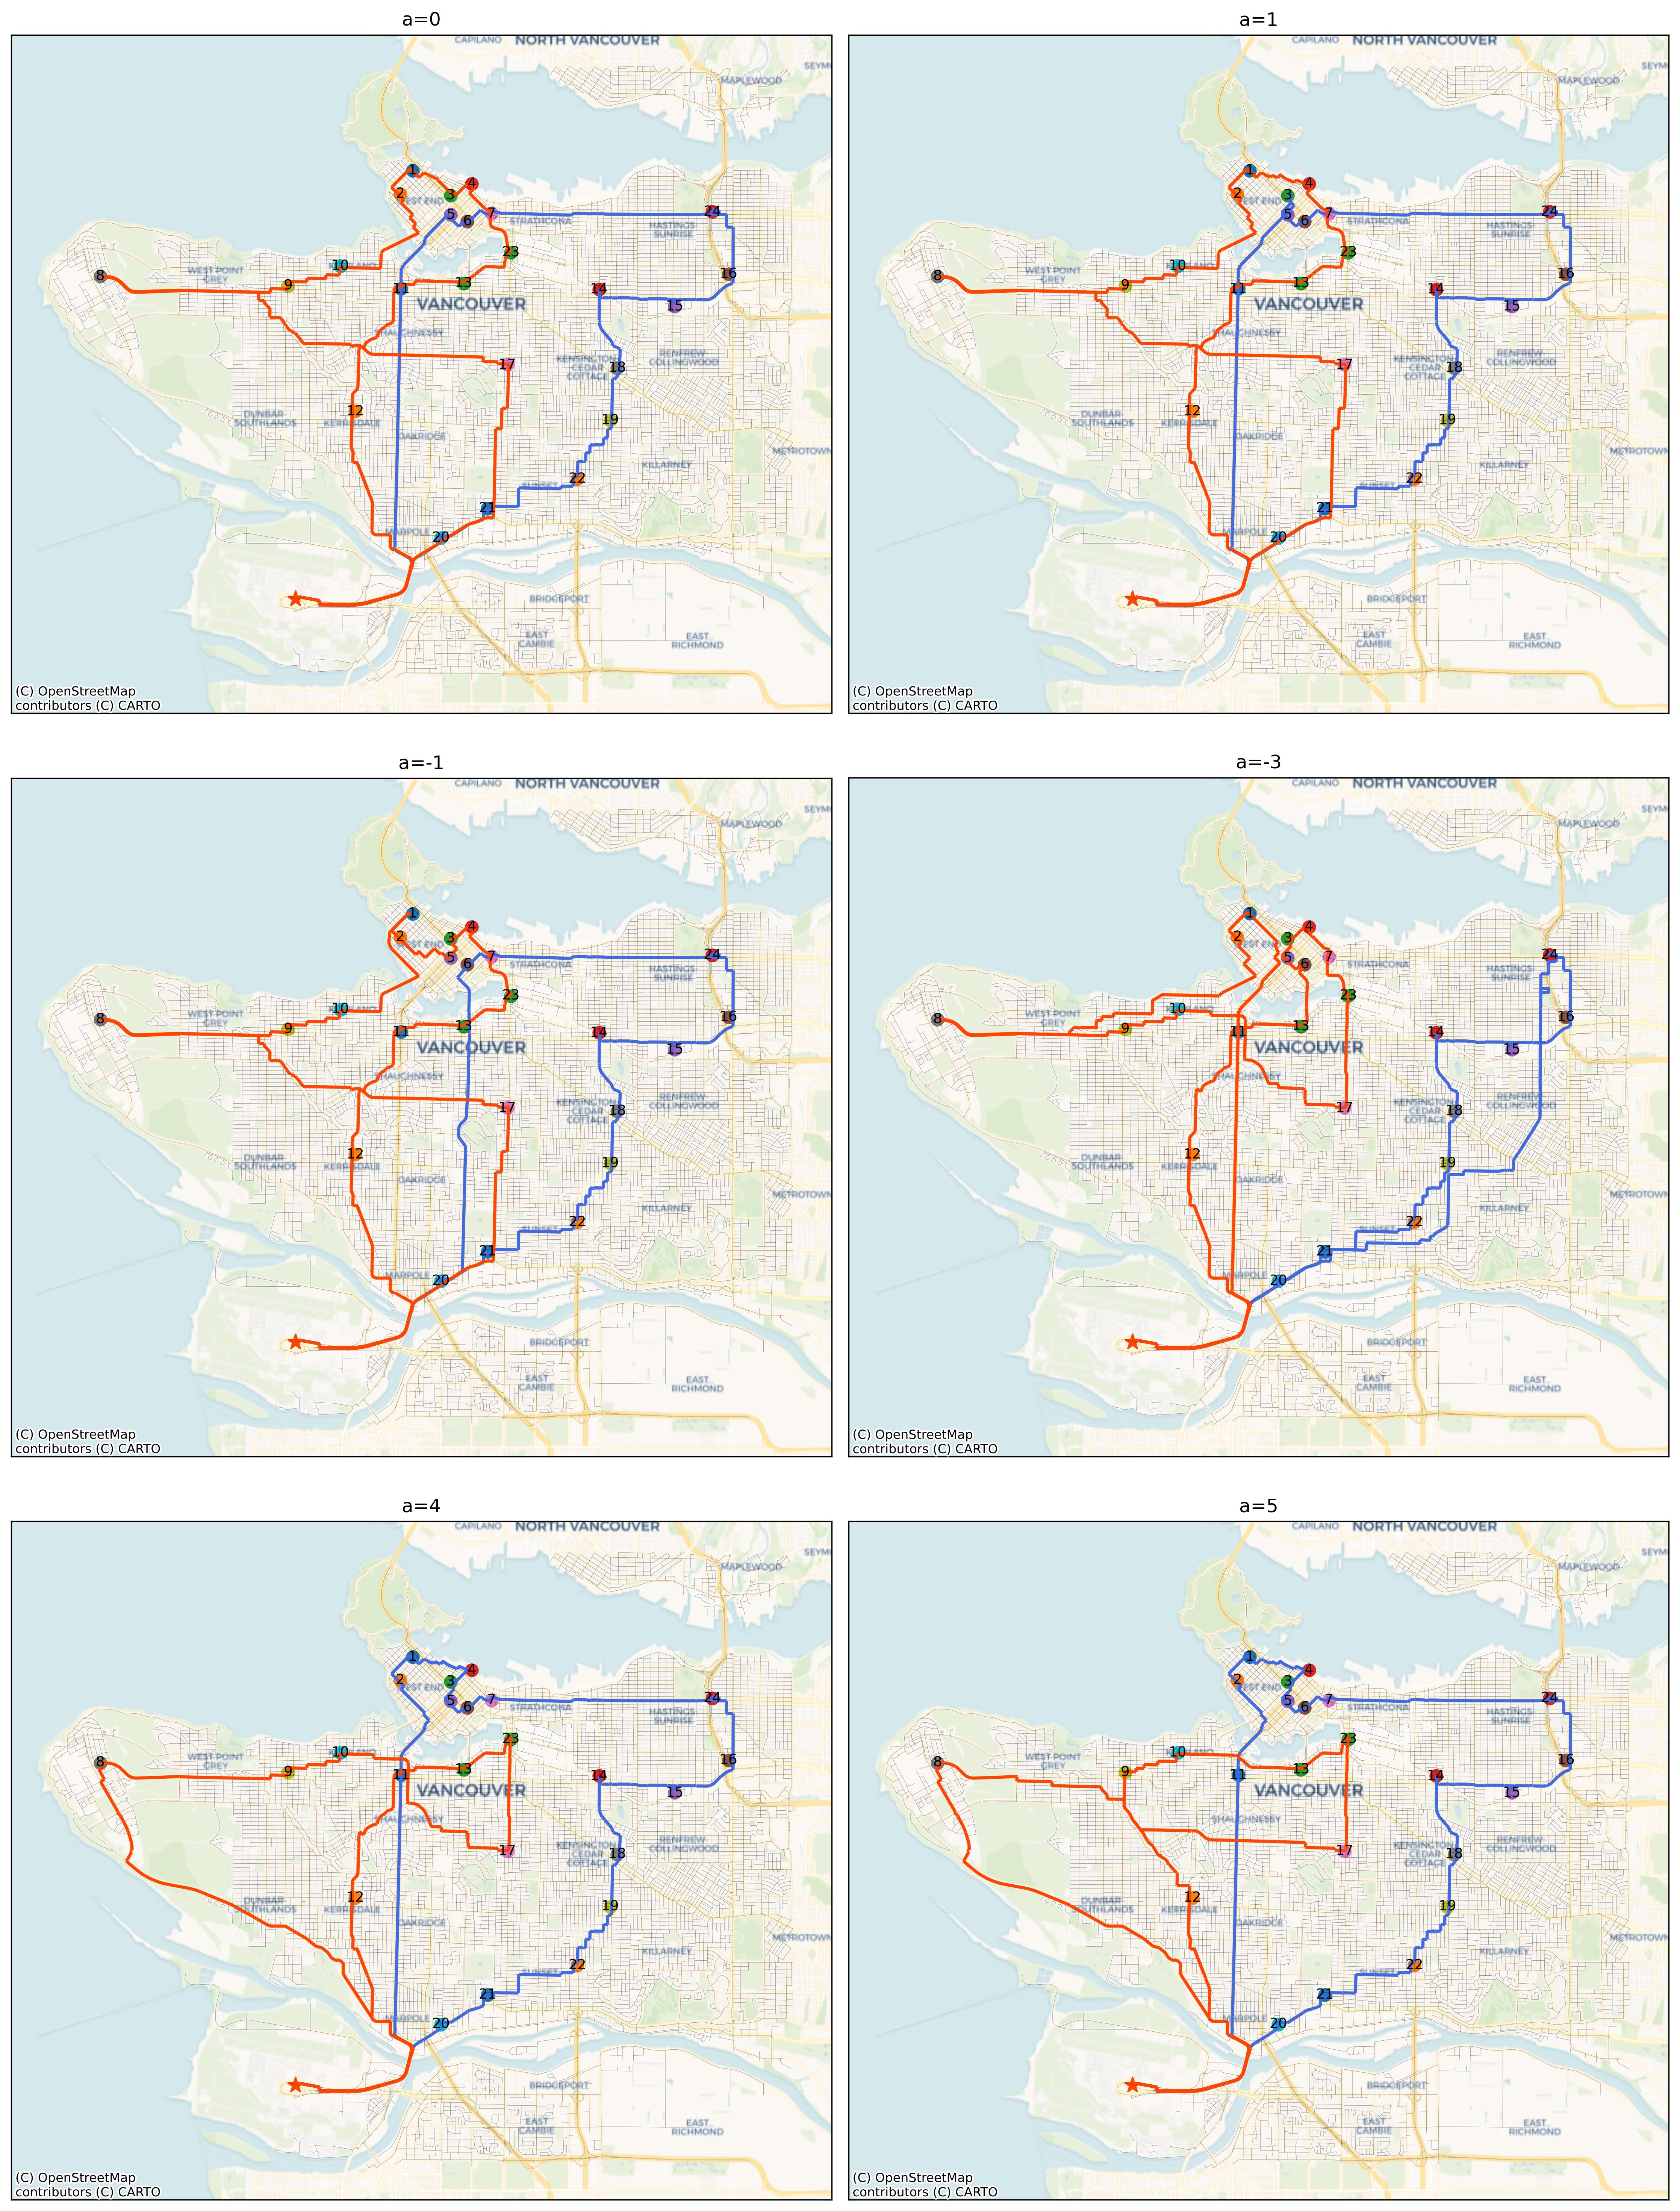 a=0
CAPILANO NORTH VANCOUVER
SEYM
MAPLEWOOD
1
4
2 3
EST END
5 6 7 24
STRATHCONA
HASTINGS-
SUNRISE
23
10
WEST POINT
GREY
8 9 11 13 14 16
VANCOUVER 15
SHAUGHNESSY
KENSINGTON-
CEDAR
COTTAGE
RENFREW-
COLLINGWOOD
17 18
12 19
DUNBAR-
SOUTHLANDS
KERRISDALE
OAKRIDGE
METROTOWN
KILLARNEY
22
SUNSET
21
MARPOLE
20
BRIDGEPORT
EAST
CAMBIE
EAST
RICHMOND
(C) OpenStreetMap
contributors (C) CARTO
a=1
CAPILANO NORTH VANCOUVER
SEYM
MAPLEWOOD
1
4
2 3
EST END
5 6 7 24
STRATHCONA
HASTINGS-
SUNRISE
23
10
WEST POINT
GREY
8 9 11 13 14 16
VANCOUVER 15
SHAUGHNESSY
KENSINGTON-
CEDAR
COTTAGE
RENFREW-
COLLINGWOOD
17 18
12 19
DUNBAR-
SOUTHLANDS
KERRISDALE
OAKRIDGE
METROTOWN
KILLARNEY
22
SUNSET
21
MARPOLE
20
BRIDGEPORT
EAST
CAMBIE
EAST
RICHMOND
(C) OpenStreetMap
contributors (C) CARTO
a=-1
CAPILANO NORTH VANCOUVER
SEYM
MAPLEWOOD
1
4
2 3
EST END
5 6 7 24
STRATHCONA
HASTINGS-
SUNRISE
23
10
WEST POINT
GREY
8 9 11 13 14 16
VANCOUVER 15
SHAUGHNESSY
KENSINGTON-
CEDAR
COTTAGE
RENFREW-
COLLINGWOOD
17 18
12 19
DUNBAR-
SOUTHLANDS
KERRISDALE
OAKRIDGE
METROTOWN
KILLARNEY
22
SUNSET
21
MARPOLE
20
BRIDGEPORT
EAST
CAMBIE
EAST
RICHMOND
(C) OpenStreetMap
contributors (C) CARTO
a=-3
CAPILANO NORTH VANCOUVER
SEYM
MAPLEWOOD
1
4
2 3
EST END
5 6 7 24
STRATHCONA
HASTINGS-
SUNRISE
23
10
WEST POINT
GREY
8 9 11 13 14 16
VANCOUVER 15
SHAUGHNESSY
KENSINGTON-
CEDAR
COTTAGE
RENFREW-
COLLINGWOOD
17 18
12 19
DUNBAR-
SOUTHLANDS
KERRISDALE
OAKRIDGE
METROTOWN
KILLARNEY
22
SUNSET
21
MARPOLE
20
BRIDGEPORT
EAST
CAMBIE
EAST
RICHMOND
(C) OpenStreetMap
contributors (C) CARTO
a=4
CAPILANO NORTH VANCOUVER
SEYM
MAPLEWOOD
1
4
2 3
EST END
5 6 7 24
STRATHCONA
HASTINGS-
SUNRISE
23
10
WEST POINT
GREY
8 9 11 13 14 16
VANCOUVER 15
SHAUGHNESSY
KENSINGTON-
CEDAR
COTTAGE
RENFREW-
COLLINGWOOD
17 18
12 19
DUNBAR-
SOUTHLANDS
KERRISDALE
OAKRIDGE
METROTOWN
KILLARNEY
22
SUNSET
21
MARPOLE
20
BRIDGEPORT
EAST
CAMBIE
EAST
RICHMOND
(C) OpenStreetMap
contributors (C) CARTO
a=5
CAPILANO NORTH VANCOUVER
SEYM
MAPLEWOOD
1
4
2 3
EST END
5 6 7 24
STRATHCONA
HASTINGS-
SUNRISE
23
10
WEST POINT
GREY
8 9 11 13 14 16
VANCOUVER 15
SHAUGHNESSY
KENSINGTON-
CEDAR
COTTAGE
RENFREW-
COLLINGWOOD
17 18
12 19
DUNBAR-
SOUTHLANDS
KERRISDALE
OAKRIDGE
METROTOWN
KILLARNEY
22
SUNSET
21
MARPOLE
20
BRIDGEPORT
EAST
CAMBIE
EAST
RICHMOND
(C) OpenStreetMap
contributors (C) CARTO